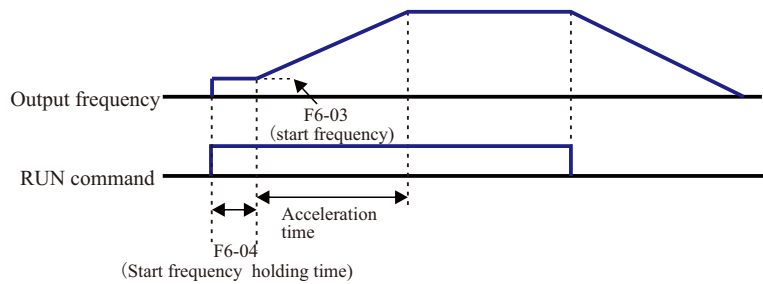 Output frequency
F6-03
(start frequency)
RUN command
Acceleration
time
F6-04
(Start frequency holding time)